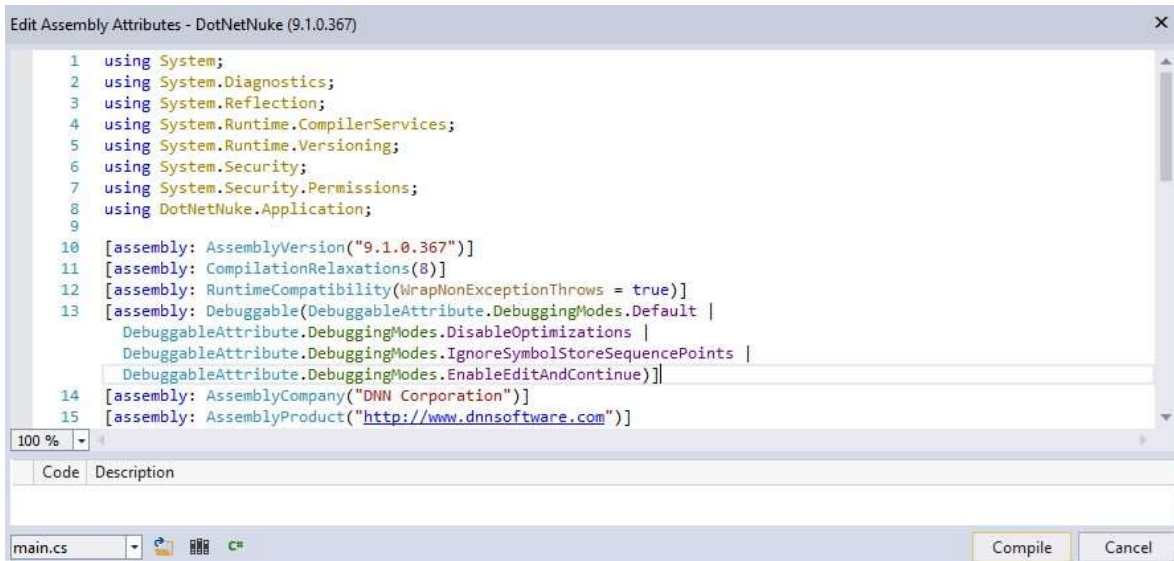 Edit Assembly Attributes - DotNetNuke (9.1.0.367)
1 using System;
2 using System.Diagnostics;
3 using System.Reflection;
4 using System.Runtime.CompilerServices;
5 using System.Runtime.Versioning;
6 using System.Security;
7 using System.Security.Permissions;
8 using DotNetNuke.Application;
9
10 [assembly: AssemblyVersion("9.1.0.367")]
11 [assembly: CompilationRelaxations(8)]
12 [assembly: RuntimeCompatibility(WrapNonExceptionThrows = true)]
13 [assembly: Debuggable(DebuggableAttribute.DebuggingModes.Default |
DebuggableAttribute.DebuggingModes.DisableOptimizations |
DebuggableAttribute.DebuggingModes.IgnoreSymbolStoreSequencePoints |
DebuggableAttribute.DebuggingModes.EnableEditAndContinue)]
14 [assembly: AssemblyCompany("DNN Corporation")]
15 [assembly: AssemblyProduct("http://www.dnnsoftware.com")]
100 %
Code Description
main.cs C# Compile Cancel